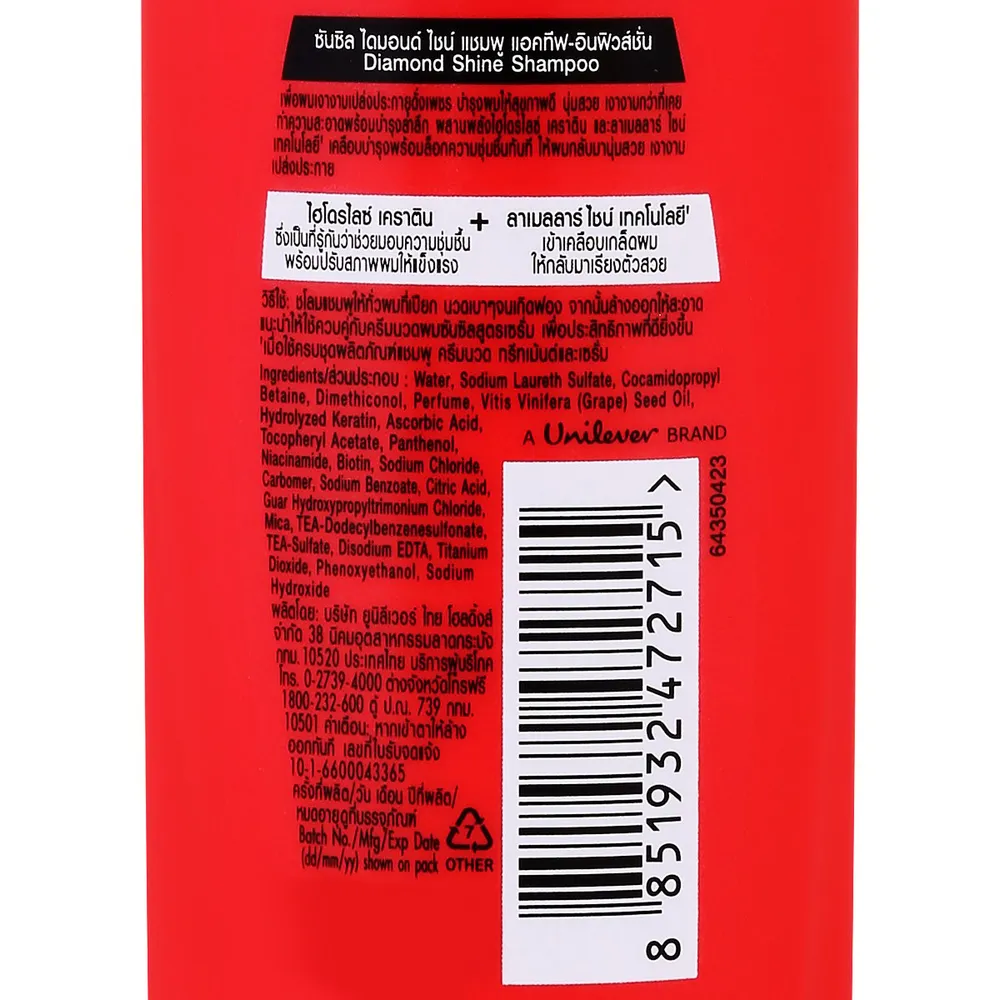 ซันซิล ไดมอนด์ ไชน์ แชมพู แอคทีฟ-อินฟิวส์ชั่น
Diamond Shine Shampoo
เพื่อผมเงางามเปล่งประกายดั่งเพชร บำรุงผมให้สุขภาพดี นุ่มสวย เงางามกว่าที่เคย
ทำความสะอาดพร้อมบำรุงล้ำลึก ผสานพลังไฮโดรไลซ์ เคราติน และลาเมลลาร์ ไชน์
เทคโนโลยี' เคลือบบำรุงพร้อมล็อกความชุ่มชื้นทันที ให้ผมกลับมานุ่มสวย เงางาม
เปล่งประกาย
ไฮโดรไลซ์ เคราติน + ลาเมลลาร์ ไชน์ เทคโนโลยี'
ซึ่งเป็นที่รู้กันว่าช่วยมอบความชุ่มชื้น เข้าเคลือบเกล็ดผม
พร้อมปรับสภาพผมให้แข็งแรง ให้กลับมาเรียงตัวสวย
วิธีใช้: ชโลมแชมพูให้ทั่วผมที่เปียก นวดเบาๆจนเกิดฟอง จากนั้นล้างออกให้สะอาด
แนะนำให้ใช้ควบคู่กับครีมนวดผมซันซิลสูตรเซรั่ม เพื่อประสิทธิภาพที่ดียิ่งขึ้น
'เมื่อใช้ครบชุดผลิตภัณฑ์แชมพู ครีมนวด ทรีทเม้นต์และเซรั่ม
Ingredients/ส่วนประกอบ : Water, Sodium Laureth Sulfate, Cocamidopropyl
Betaine, Dimethiconol, Perfume, Vitis Vinifera (Grape) Seed Oil,
Hydrolyzed Keratin, Ascorbic Acid,
Tocopheryl Acetate, Panthenol,
Niacinamide, Biotin, Sodium Chloride,
Carbomer, Sodium Benzoate, Citric Acid,
Guar Hydroxypropyltrimonium Chloride,
Mica, TEA-Dodecylbenzenesulfonate,
TEA-Sulfate, Disodium EDTA, Titanium
Dioxide, Phenoxyethanol, Sodium
Hydroxide
ผลิตโดย: บริษัท ยูนิลีเวอร์ ไทย โฮลดิ้งส์
จำกัด 38 นิคมอุตสาหกรรมลาดกระบัง
กทม. 10520 ประเทศไทย บริการผู้บริโภค
โทร. 0-2739-4000 ต่างจังหวัดโทรฟรี
1800-232-600 ตู้ ป.ณ. 739 กทม.
10501 คำเตือน: หากเข้าตาให้ล้าง
ออกทันที เลขที่ใบรับจดแจ้ง
10-1-6600043365
ครั้งที่ผลิต/วัน เดือน ปีที่ผลิต/
หมดอายุดูที่บรรจุภัณฑ์
Batch No./Mfg/Exp Date
(dd/mm/yy) shown on pack
7
OTHER
A Unilever BRAND
64350423
8 851932 472715 >